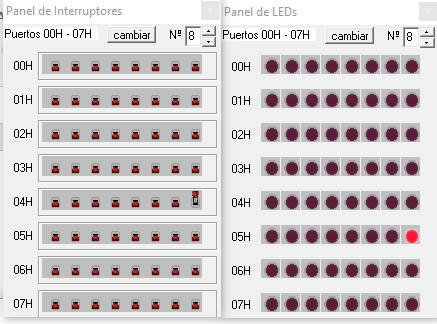 Panel de Interruptores
Puertos 00H - 07H cambiar Nº 8
00H
01H
02H
03H
04H
05H
06H
07H
Panel de LEDs
Puertos 00H - 07H cambiar Nº 8
00H
01H
02H
03H
04H
05H
06H
07H